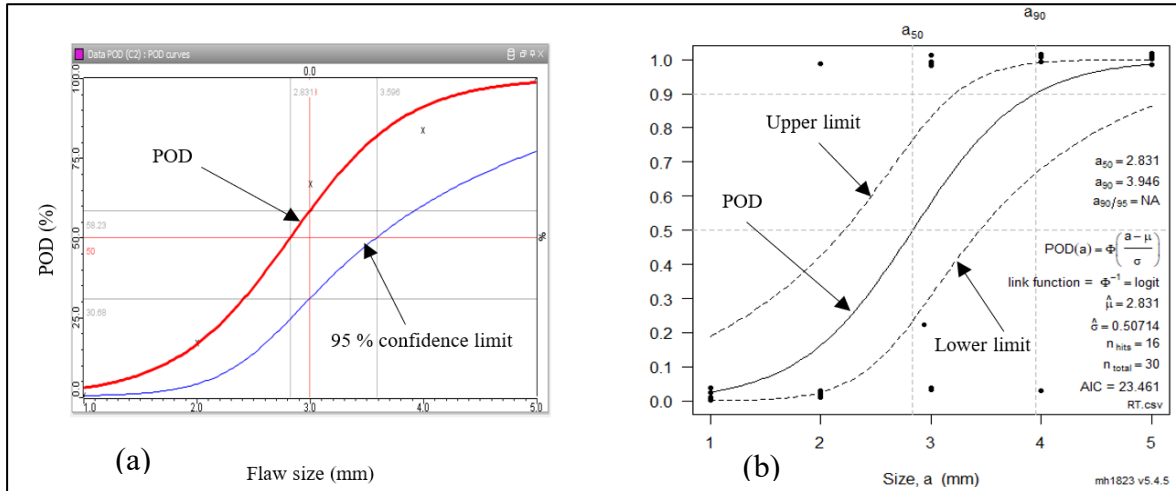 Data POD (C2) : POD curves
0.0
100.0
75.0
50.0
25.0
0.0
2.8311
3.596
58.23
50
30.68
%
POD
95 % confidence limit
1.0
2.0
3.0
4.0
5.0
POD (%)
(a)
Flaw size (mm)
a50
a90
1.0
0.9
0.8
0.7
0.6
0.5
0.4
0.3
0.2
0.1
0.0
Upper limit
POD
Lower limit
a50 = 2.831
a90 = 3.946
a90/95 = NA
POD(a) = Φ((a − μ)/σ)
link function = Φ⁻¹ = logit
μ̂ = 2.831
σ̂ = 0.50714
n hits = 16
n total = 30
AIC = 23.461
RT.csv
1
2
3
4
5
(b)
Size, a (mm)
mh1823 v5.4.5